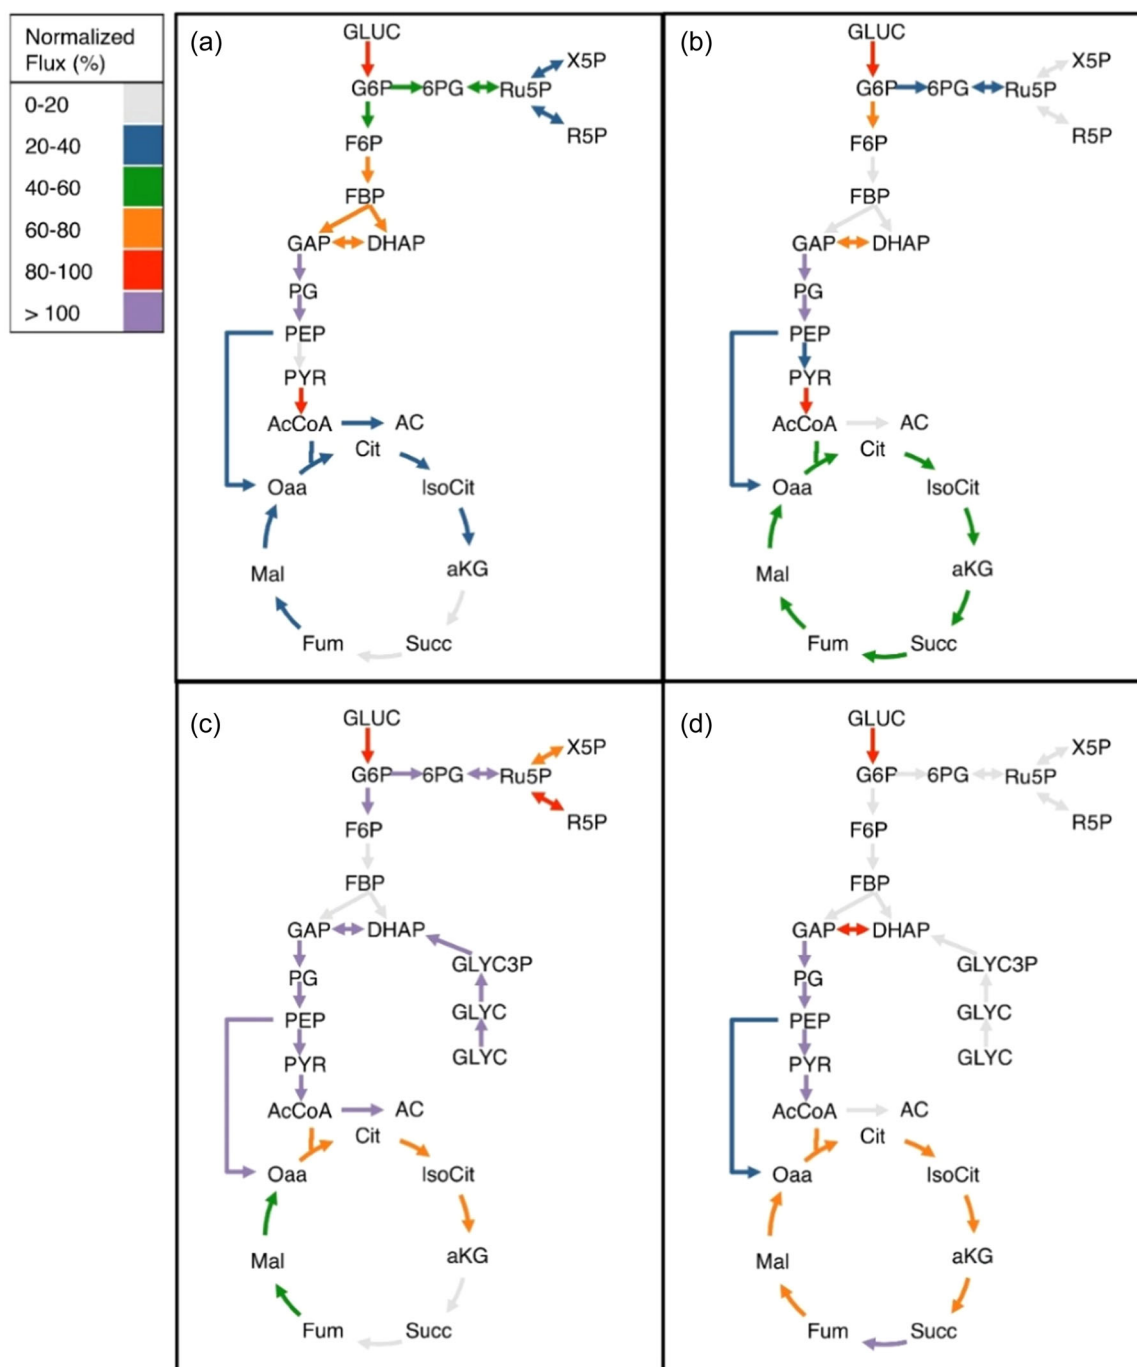 Normalized
Flux (%)
0-20
20-40
40-60
60-80
80-100
> 100
(a)
GLUC
X5P
G6P 6PG Ru5P
R5P
F6P
FBP
GAP DHAP
PG
PEP
PYR
AcCoA AC
Cit
Oaa IsoCit
Mal aKG
Fum Succ
(b)
GLUC
X5P
G6P 6PG Ru5P
R5P
F6P
FBP
GAP DHAP
PG
PEP
PYR
AcCoA AC
Cit
Oaa IsoCit
Mal aKG
Fum Succ
(c)
GLUC
X5P
G6P 6PG Ru5P
R5P
F6P
FBP
GAP DHAP
GLYC3P
PG
GLYC
PEP
GLYC
PYR
AcCoA AC
Cit
Oaa IsoCit
Mal aKG
Fum Succ
(d)
GLUC
X5P
G6P 6PG Ru5P
R5P
F6P
FBP
GAP DHAP
GLYC3P
PG
GLYC
PEP
GLYC
PYR
AcCoA AC
Cit
Oaa IsoCit
Mal aKG
Fum Succ